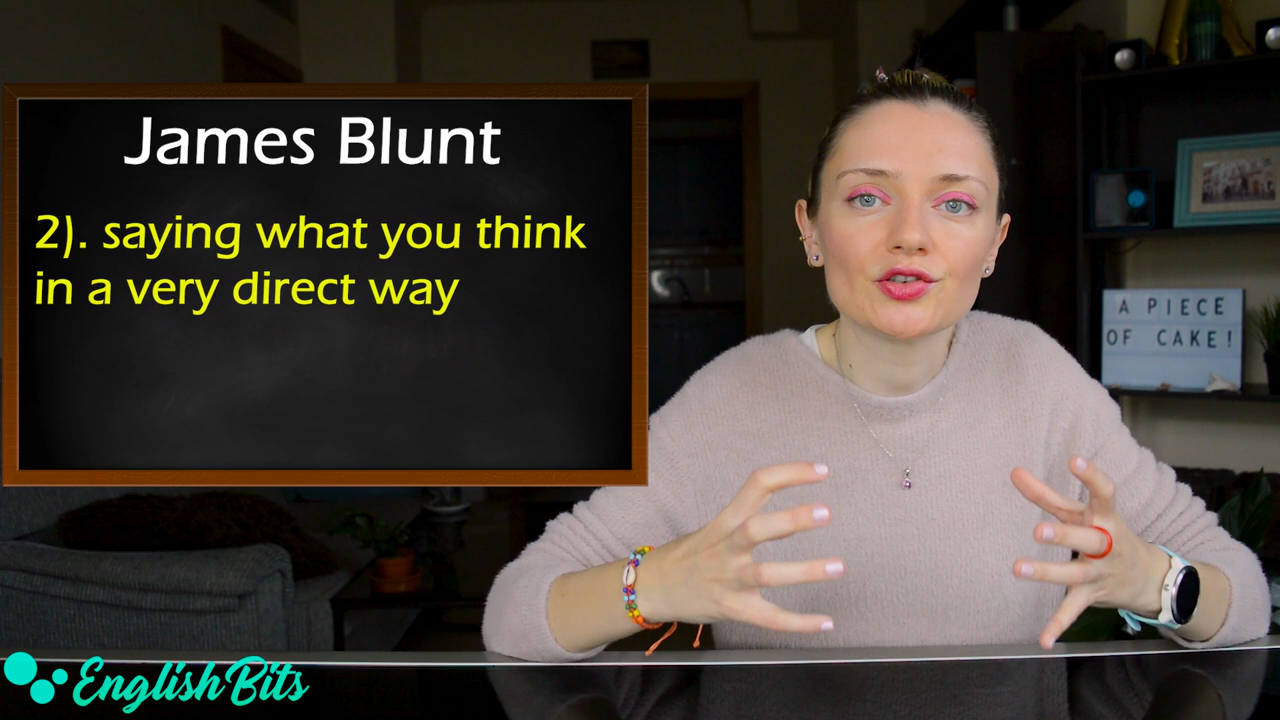 James Blunt
2). saying what you think
in a very direct way
A PIECE
OF CAKE!
EnglishBits